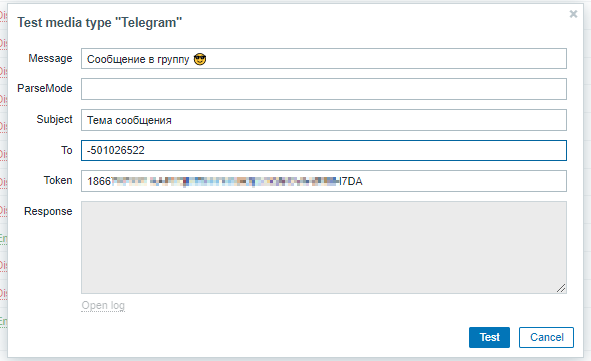 Test media type "Telegram"
Message Сообщение в группу 😎
ParseMode
Subject Тема сообщения
To -501026522
Token 1866
Response
Open log
Test Cancel